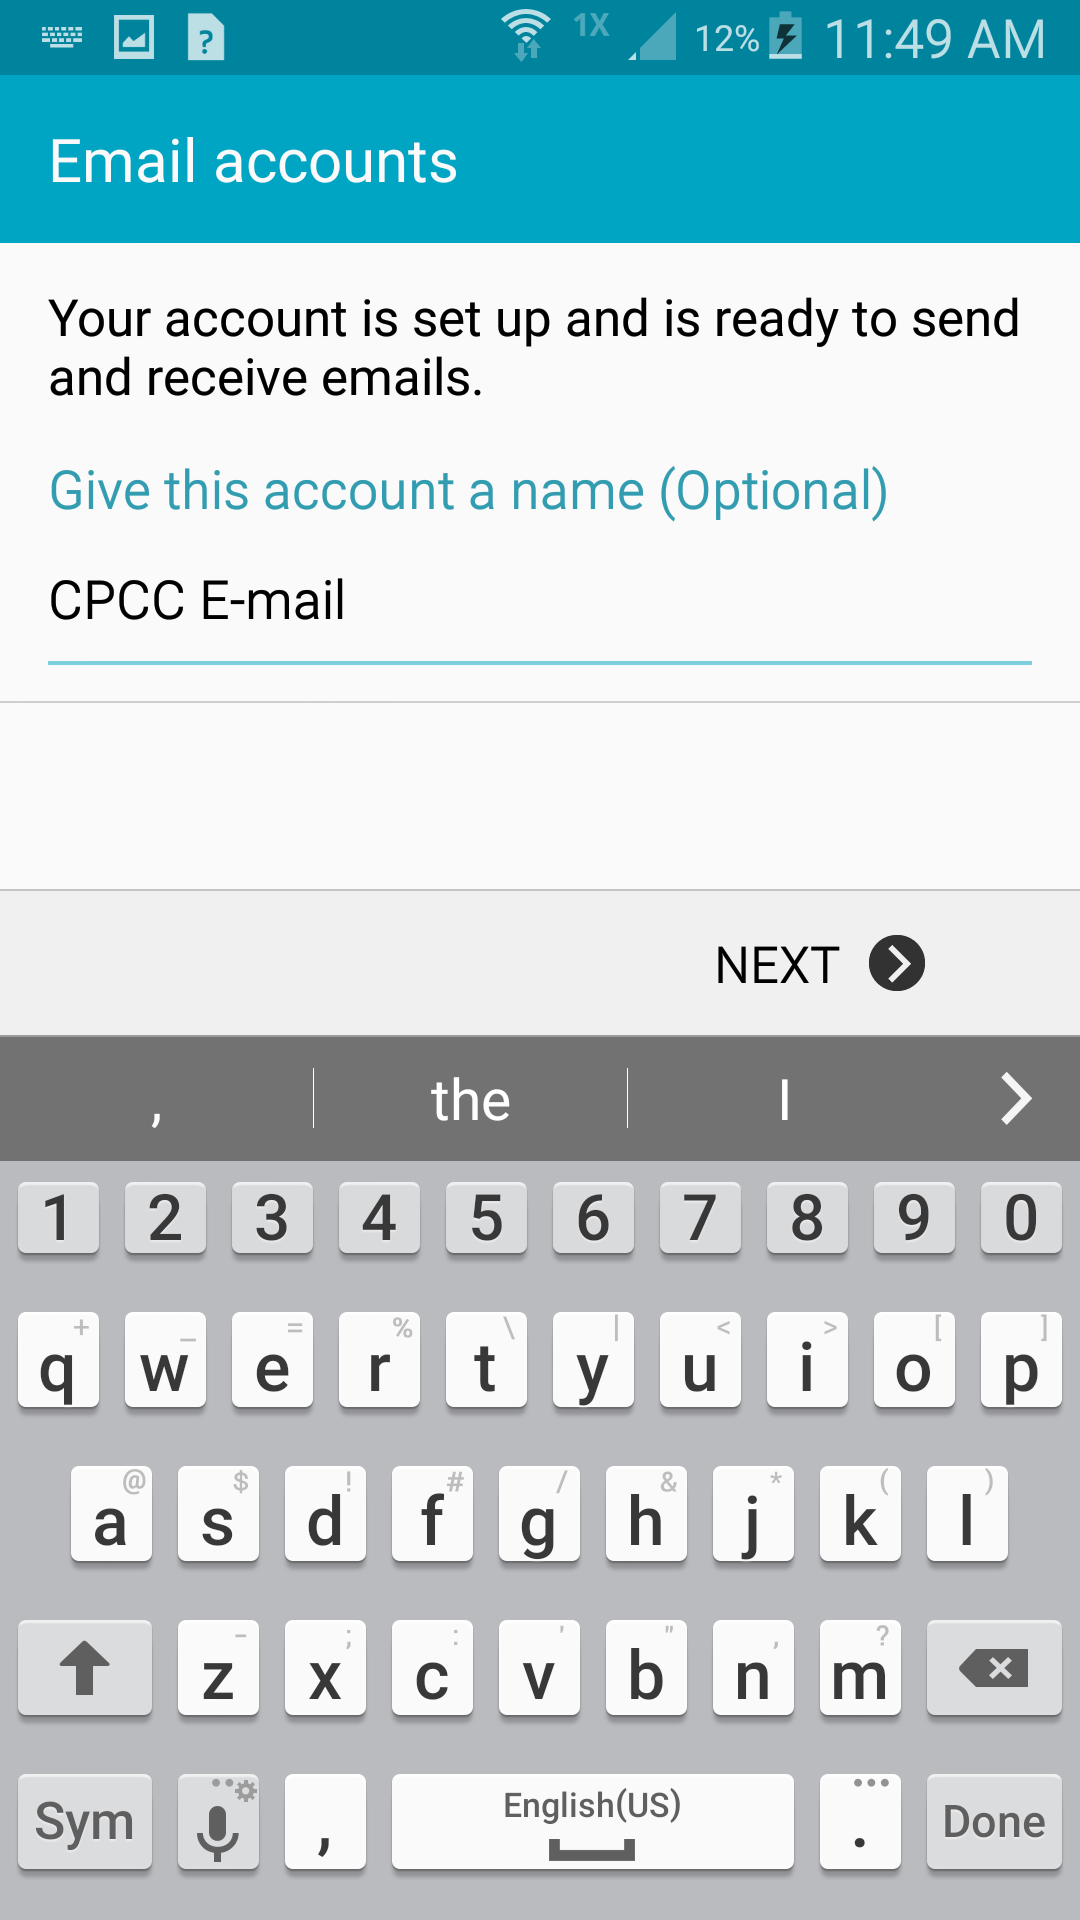 1X 12% 11:49 AM
Email accounts
Your account is set up and is ready to send
and receive emails.
Give this account a name (Optional)
CPCC E-mail
NEXT
, the I
1 2 3 4 5 6 7 8 9 0
+ _ = % \ | < > [ ]
q w e r t y u i o p
@ $ ! # / & * ( )
a s d f g h j k l
- ; : ' " , ?
z x c v b n m
Sym , English(US) . Done